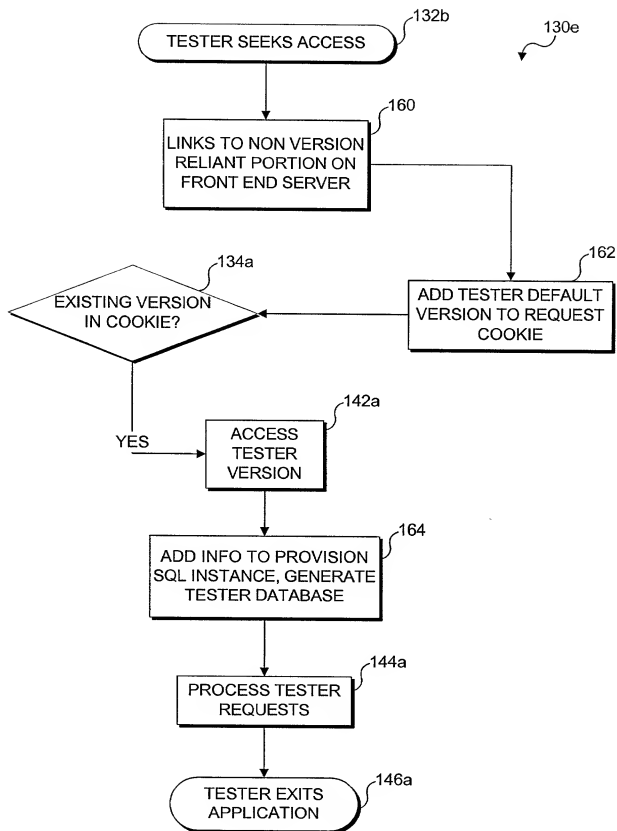 132b
TESTER SEEKS ACCESS
130e
160
LINKS TO NON VERSION
RELIANT PORTION ON
FRONT END SERVER
134a
EXISTING VERSION
IN COOKIE?
162
ADD TESTER DEFAULT
VERSION TO REQUEST
COOKIE
YES
142a
ACCESS
TESTER
VERSION
164
ADD INFO TO PROVISION
SQL INSTANCE, GENERATE
TESTER DATABASE
144a
PROCESS TESTER
REQUESTS
146a
TESTER EXITS
APPLICATION